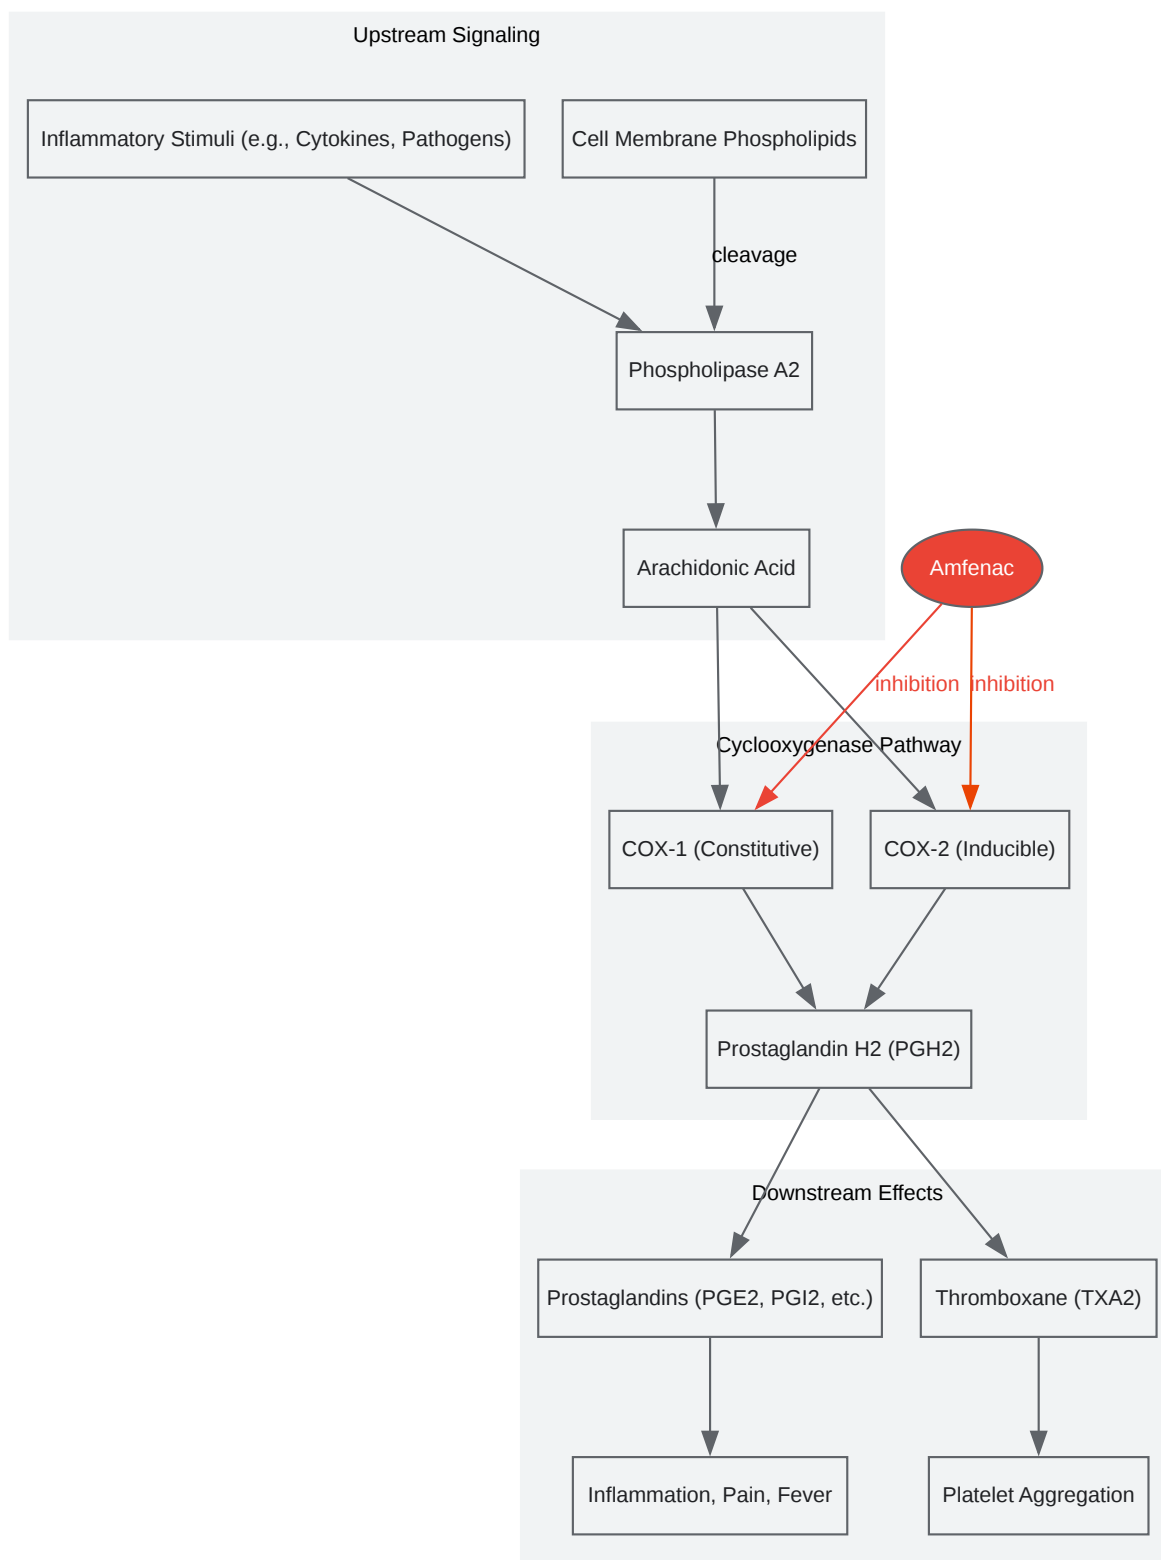 Upstream Signaling
Inflammatory Stimuli (e.g., Cytokines, Pathogens)
Cell Membrane Phospholipids
cleavage
Phospholipase A2
Arachidonic Acid
Amfenac
inhibition
inhibition
Cyclooxygenase Pathway
COX-1 (Constitutive)
COX-2 (Inducible)
Prostaglandin H2 (PGH2)
Downstream Effects
Prostaglandins (PGE2, PGI2, etc.)
Thromboxane (TXA2)
Inflammation, Pain, Fever
Platelet Aggregation